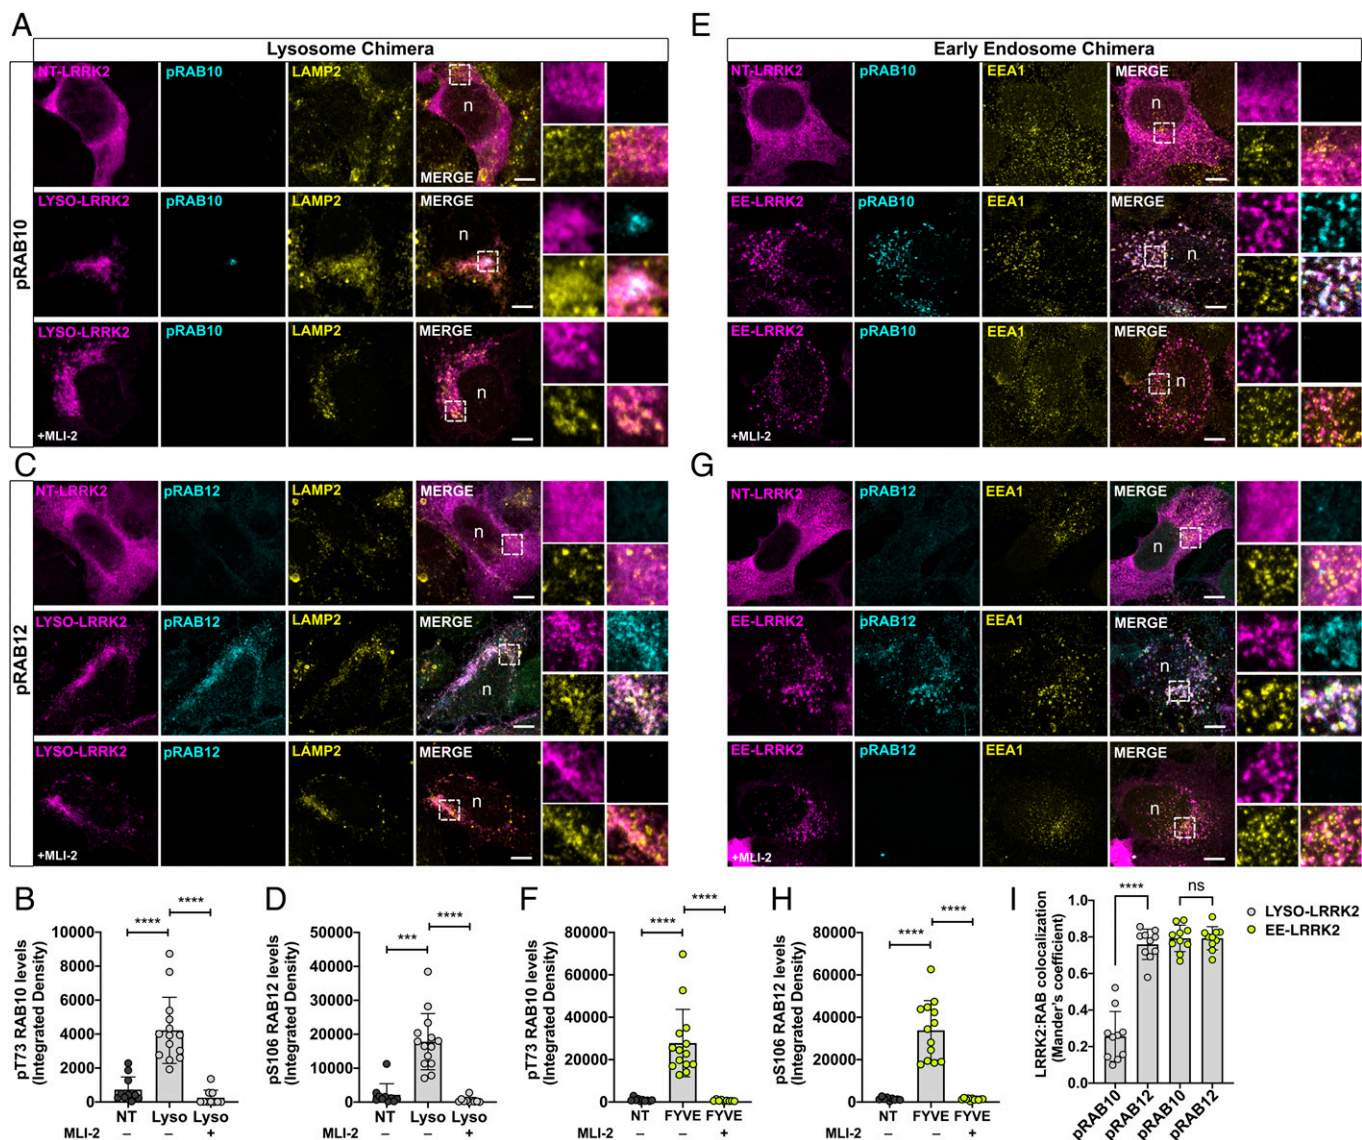 A
Lysosome Chimera
pRAB10
NT-LRRK2 pRAB10 LAMP2 MERGE
n
LYSO-LRRK2 pRAB10 LAMP2 MERGE
n
LYSO-LRRK2 pRAB10 LAMP2 MERGE
n
+MLI-2
E
Early Endosome Chimera
NT-LRRK2 pRAB10 EEA1 MERGE
n
EE-LRRK2 pRAB10 EEA1 MERGE
n
EE-LRRK2 pRAB10 EEA1 MERGE
n
+MLI-2
C
pRAB12
NT-LRRK2 pRAB12 LAMP2 MERGE
n
LYSO-LRRK2 pRAB12 LAMP2 MERGE
n
LYSO-LRRK2 pRAB12 LAMP2 MERGE
n
+MLI-2
G
NT-LRRK2 pRAB12 EEA1 MERGE
n
EE-LRRK2 pRAB12 EEA1 MERGE
n
EE-LRRK2 pRAB12 EEA1 MERGE
n
+MLI-2
B
pT73 RAB10 levels
(Integrated Density)
10000
8000
6000
4000
2000
0
**** ****
NT Lyso Lyso
MLI-2 – – +
D
pS106 RAB12 levels
(Integrated Density)
50000
40000
30000
20000
10000
0
*** ****
NT Lyso Lyso
– – +
F
pT73 RAB10 levels
(Integrated Density)
80000
60000
40000
20000
0
**** ****
NT FYVE FYVE
MLI-2 – – +
H
pS106 RAB12 levels
(Integrated Density)
80000
60000
40000
20000
0
**** ****
NT FYVE FYVE
MLI-2 – – +
I
LRRK2:RAB colocalization
(Mander's coefficient)
1.0
0.8
0.6
0.4
0.2
0.0
**** ns
pRAB10 pRAB12 pRAB10 pRAB12
LYSO-LRRK2
EE-LRRK2